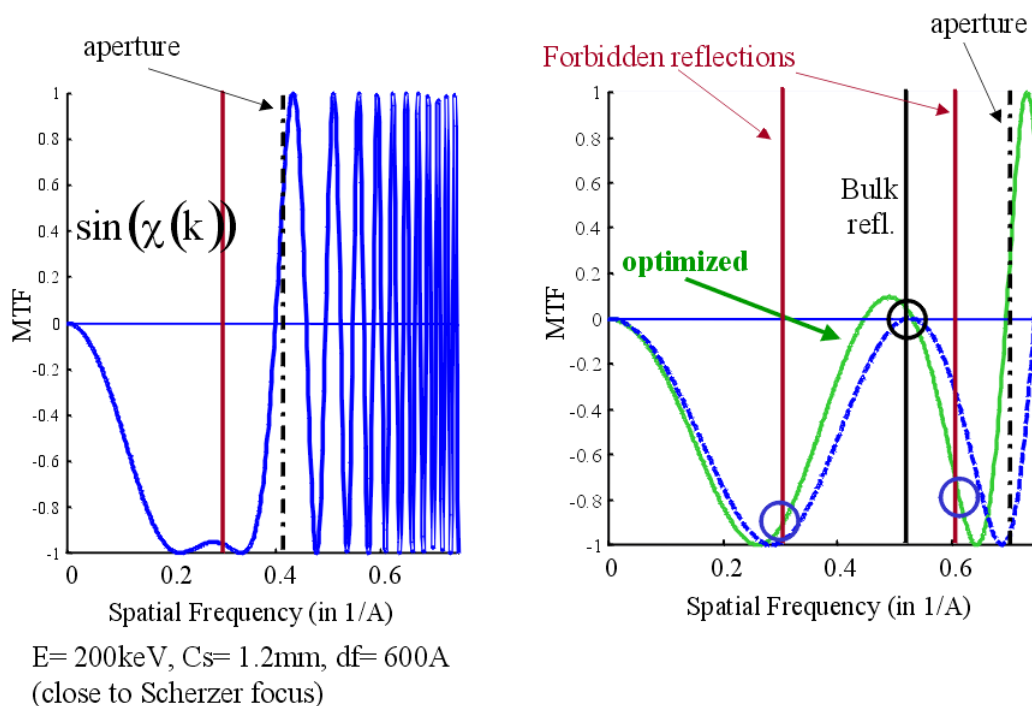 aperture
sin(χ(k))
MTF
1
0.8
0.6
0.4
0.2
0
-0.2
-0.4
-0.6
-0.8
-1
0 0.2 0.4 0.6
Spatial Frequency (in 1/A)
E= 200keV, Cs= 1.2mm, df= 600A
(close to Scherzer focus)
aperture
Forbidden reflections
Bulk
refl.
optimized
MTF
1
0.8
0.6
0.4
0.2
0
-0.2
-0.4
-0.6
-0.8
-1
0 0.2 0.4 0.6
Spatial Frequency (in 1/A)